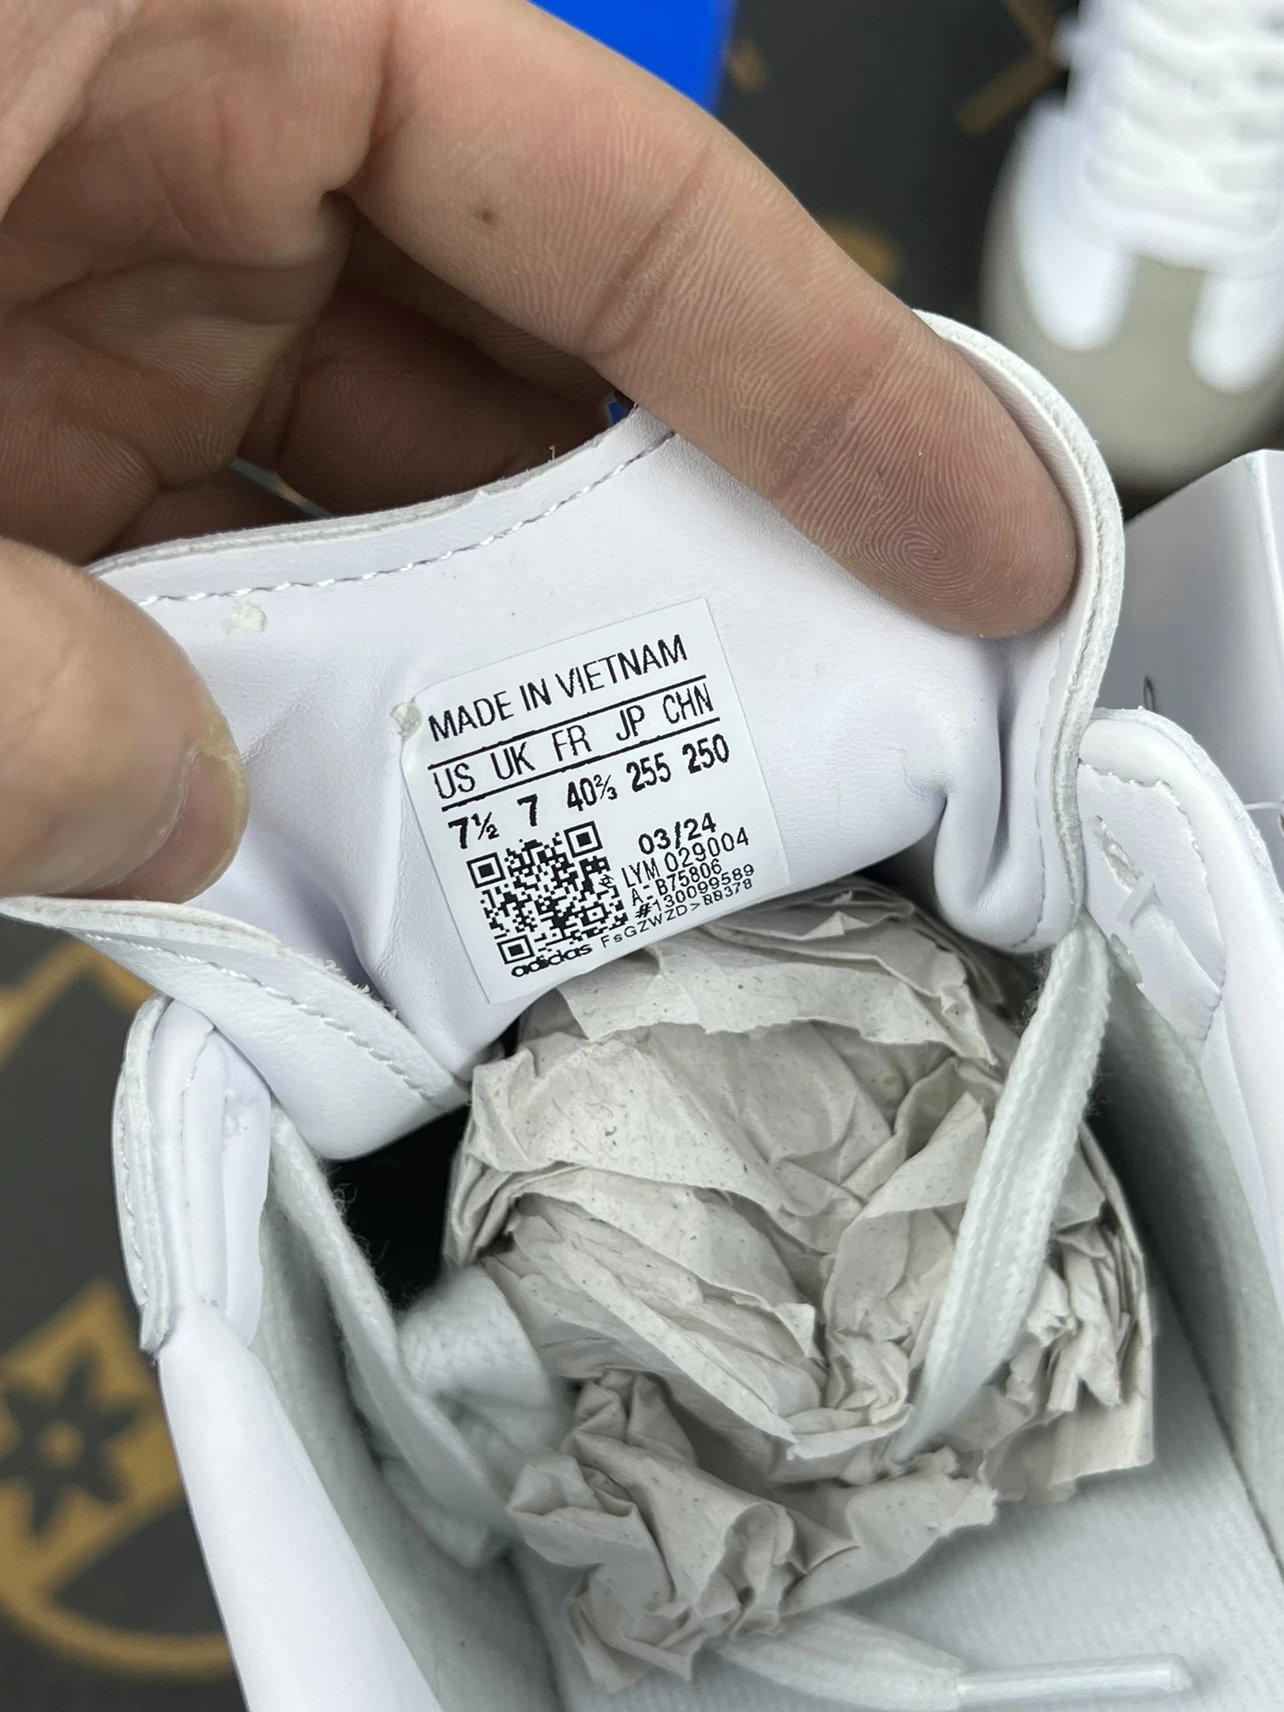 MADE IN VIETNAM
US UK FR JP CHN
7½ 7 40⅔ 255 250
03/24
LYM 029004
A- B75806
#130099589
FsGZWZD>
adidas